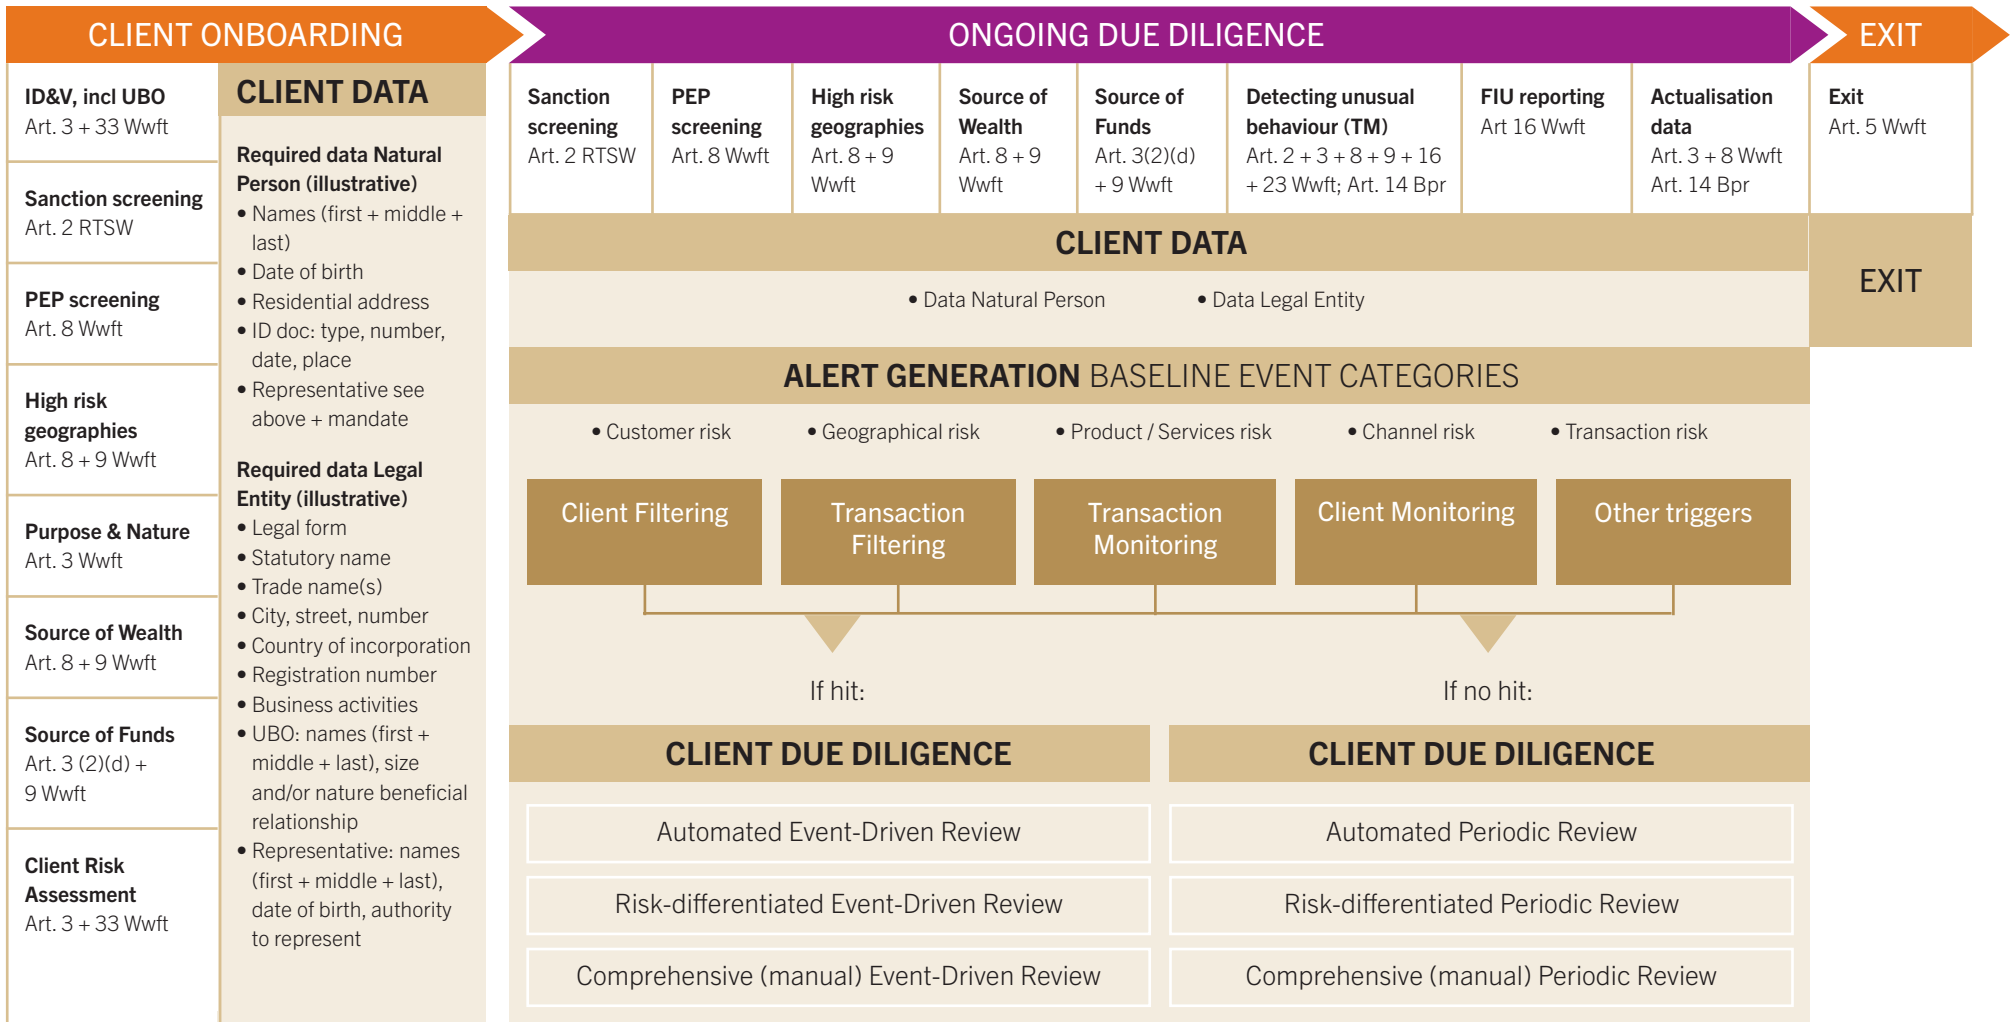 CLIENT ONBOARDING
ONGOING DUE DILIGENCE
EXIT
ID&V, incl UBO
Art. 3 + 33 Wwft
Sanction screening
Art. 2 RTSW
PEP screening
Art. 8 Wwft
High risk
geographies
Art. 8 + 9 Wwft
Purpose & Nature
Art. 3 Wwft
Source of Wealth
Art. 8 + 9 Wwft
Source of Funds
Art. 3 (2)(d) +
9 Wwft
Client Risk
Assessment
Art. 3 + 33 Wwft
CLIENT DATA
Required data Natural
Person (illustrative)
• Names (first + middle +
last)
• Date of birth
• Residential address
• ID doc: type, number,
date, place
• Representative see
above + mandate
Required data Legal
Entity (illustrative)
• Legal form
• Statutory name
• Trade name(s)
• City, street, number
• Country of incorporation
• Registration number
• Business activities
• UBO: names (first +
middle + last), size
and/or nature beneficial
relationship
• Representative: names
(first + middle + last),
date of birth, authority
to represent
Sanction
screening
Art. 2 RTSW
PEP
screening
Art. 8 Wwft
High risk
geographies
Art. 8 + 9
Wwft
Source of
Wealth
Art. 8 + 9
Wwft
Source of
Funds
Art. 3(2)(d)
+ 9 Wwft
Detecting unusual
behaviour (TM)
Art. 2 + 3 + 8 + 9 + 16
+ 23 Wwft; Art. 14 Bpr
FIU reporting
Art 16 Wwft
Actualisation
data
Art. 3 + 8 Wwft
Art. 14 Bpr
Exit
Art. 5 Wwft
CLIENT DATA
• Data Natural Person • Data Legal Entity
EXIT
ALERT GENERATION BASELINE EVENT CATEGORIES
• Customer risk • Geographical risk • Product / Services risk • Channel risk • Transaction risk
Client Filtering
Transaction
Filtering
Transaction
Monitoring
Client Monitoring
Other triggers
If hit:
If no hit:
CLIENT DUE DILIGENCE
Automated Event-Driven Review
Risk-differentiated Event-Driven Review
Comprehensive (manual) Event-Driven Review
CLIENT DUE DILIGENCE
Automated Periodic Review
Risk-differentiated Periodic Review
Comprehensive (manual) Periodic Review